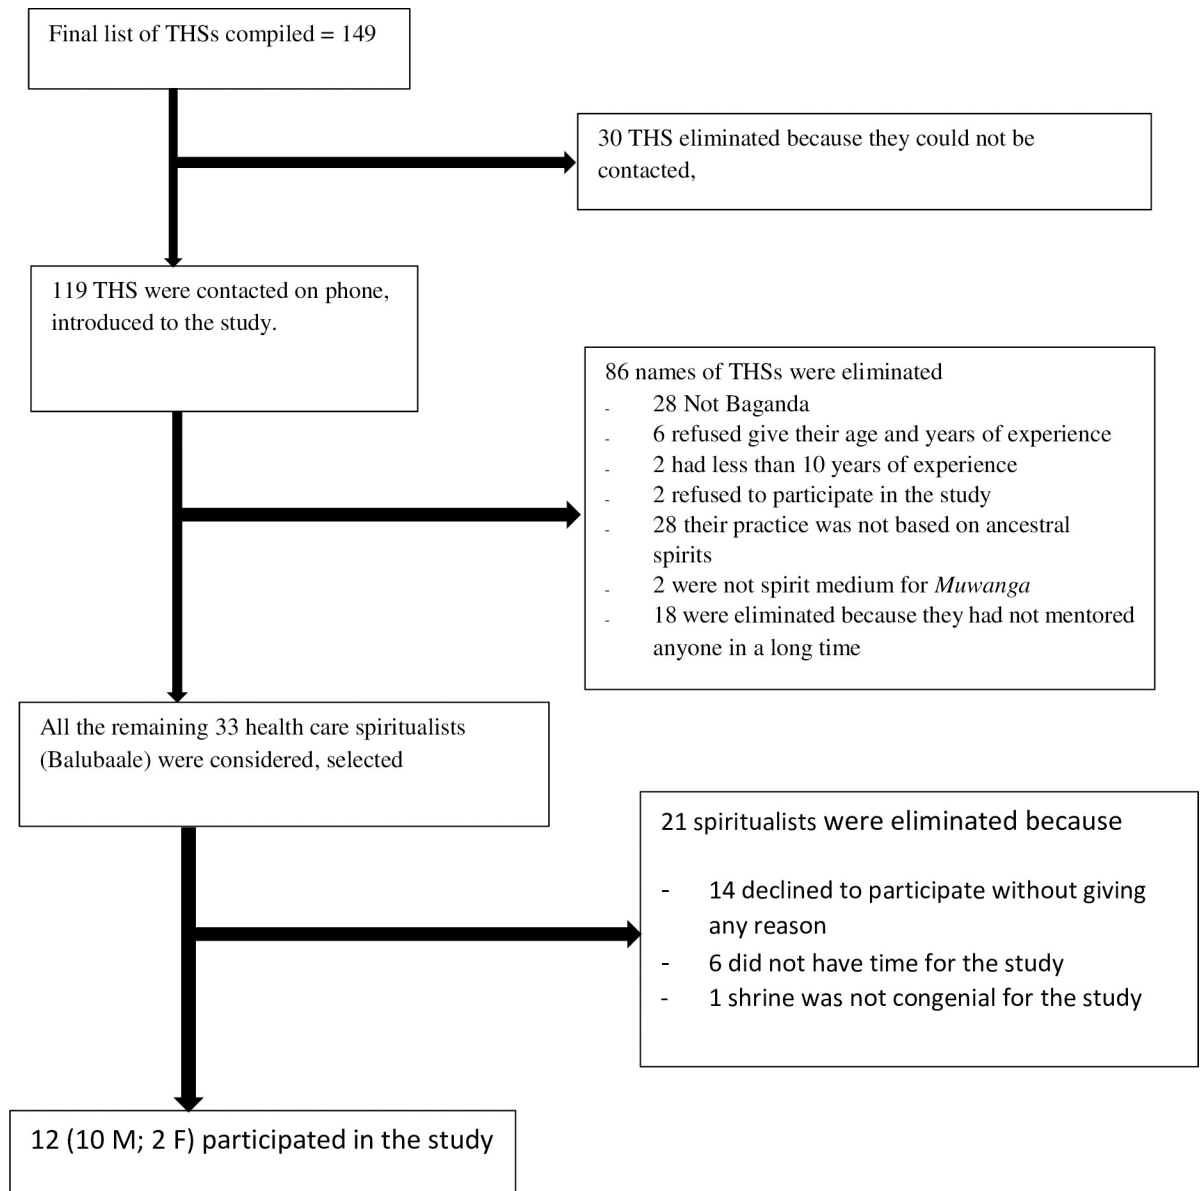 Final list of THSs compiled = 149
30 THS eliminated because they could not be
contacted,
119 THS were contacted on phone,
introduced to the study.
86 names of THSs were eliminated
- 28 Not Baganda
- 6 refused give their age and years of experience
- 2 had less than 10 years of experience
- 2 refused to participate in the study
- 28 their practice was not based on ancestral
spirits
- 2 were not spirit medium for Muwanga
- 18 were eliminated because they had not mentored
anyone in a long time
All the remaining 33 health care spiritualists
(Balubaale) were considered, selected
21 spiritualists were eliminated because
- 14 declined to participate without giving
any reason
- 6 did not have time for the study
- 1 shrine was not congenial for the study
12 (10 M; 2 F) participated in the study